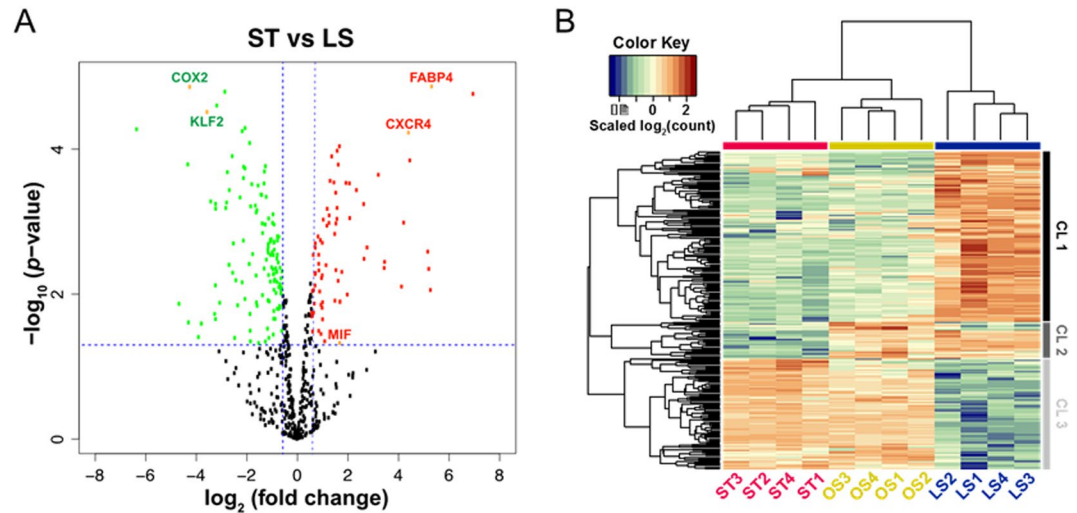 A
ST vs LS
COX2
KLF2
FABP4
CXCR4
MIF
4
2
0
−8
−6
−4
−2
0
2
4
6
8
−log10 (p−value)
log2 (fold change)
B
Color Key
0 2
Scaled log2(count)
CL 1
CL 2
CL 3
ST3 ST2 ST4 ST1 OS3 OS4 OS1 OS2 LS2 LS1 LS4 LS3